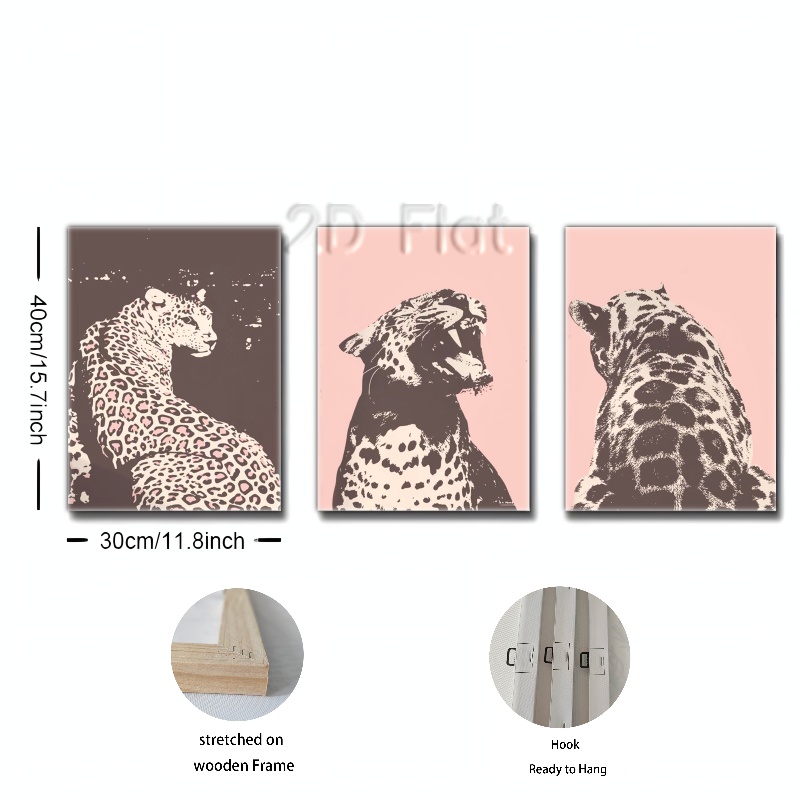 2D Flat
40cm/15.7inch
30cm/11.8inch
stretched on
wooden Frame
Hook
Ready to Hang